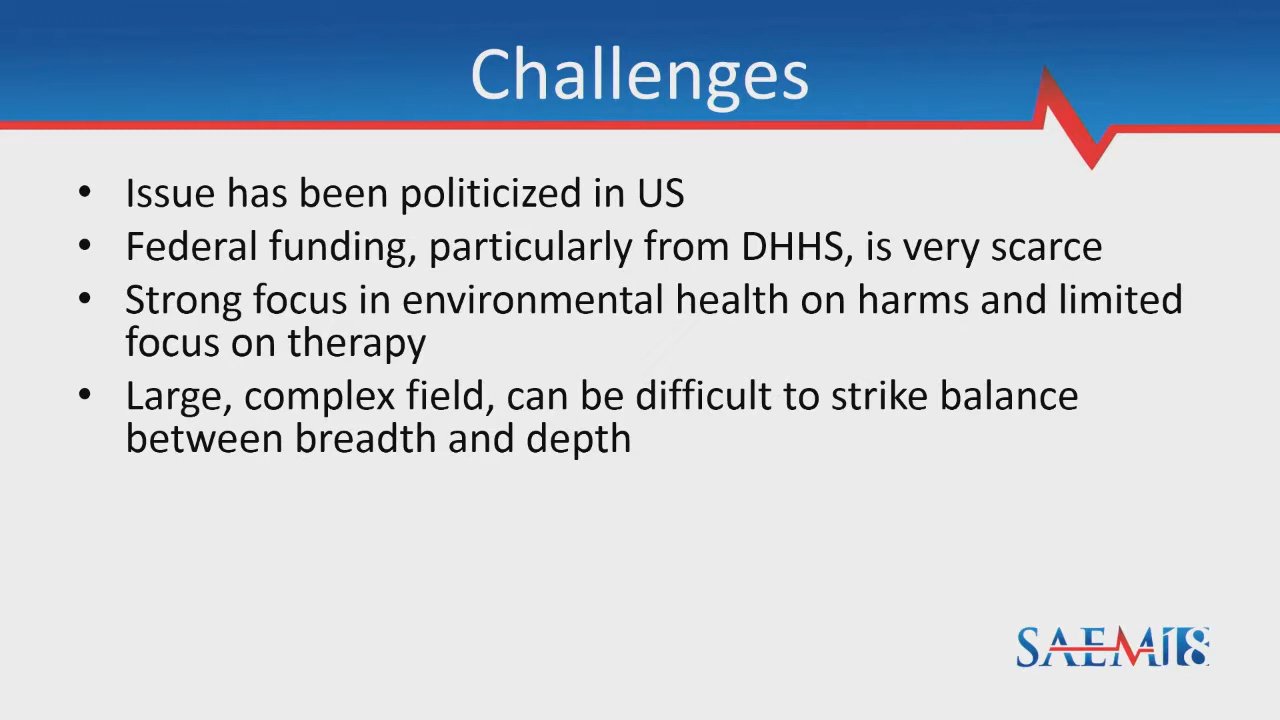 Challenges
• Issue has been politicized in US
• Federal funding, particularly from DHHS, is very scarce
• Strong focus in environmental health on harms and limited
focus on therapy
• Large, complex field, can be difficult to strike balance
between breadth and depth
SAEM18